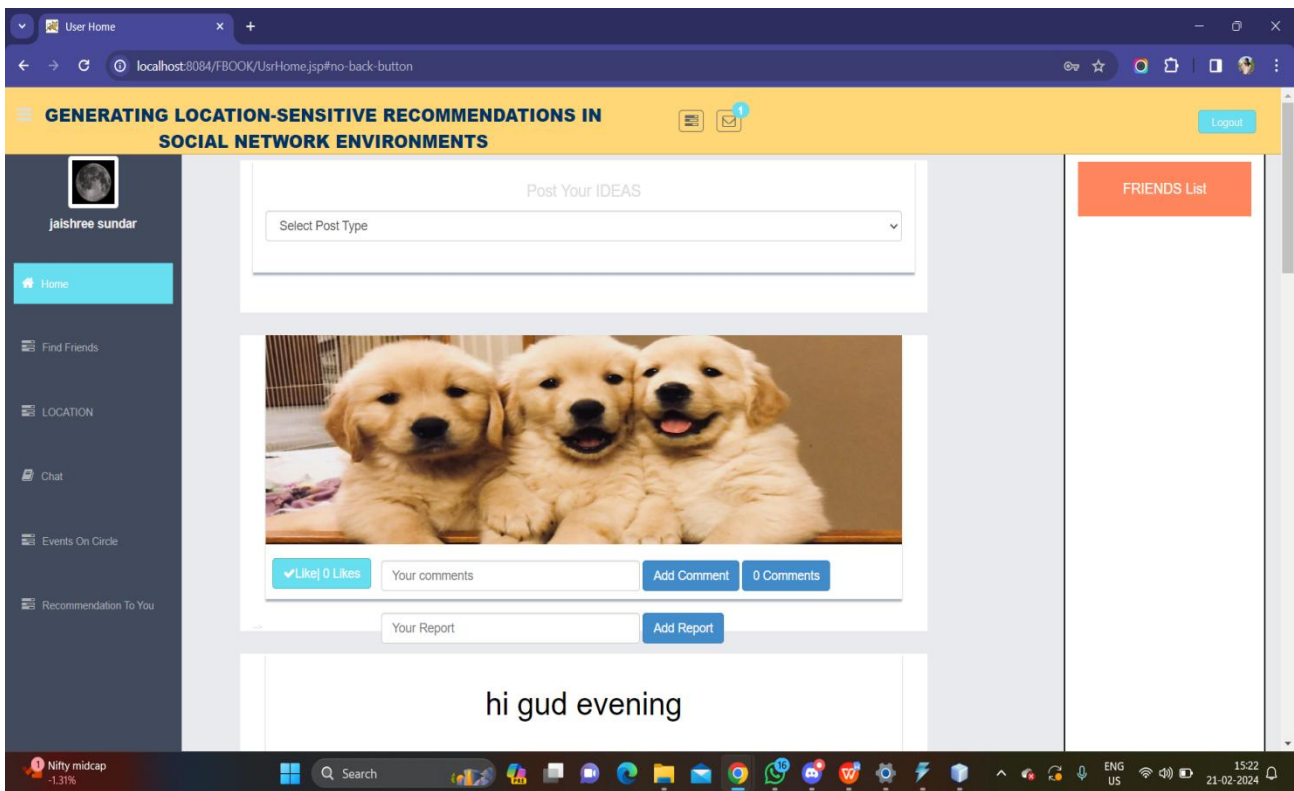 User Home
localhost:8084/FBOOK/UsrHome.jsp#no-back-button
GENERATING LOCATION-SENSITIVE RECOMMENDATIONS IN
SOCIAL NETWORK ENVIRONMENTS
1
Logout
jaishree sundar
Home
Find Friends
LOCATION
Chat
Events On Circle
Recommendation To You
Post Your IDEAS
Select Post Type
Like| 0 Likes
Your comments
Add Comment
0 Comments
Your Report
Add Report
hi gud evening
FRIENDS List
1
Nifty midcap
-1.31%
Search
PRE
16
ENG
US
15:22
21-02-2024